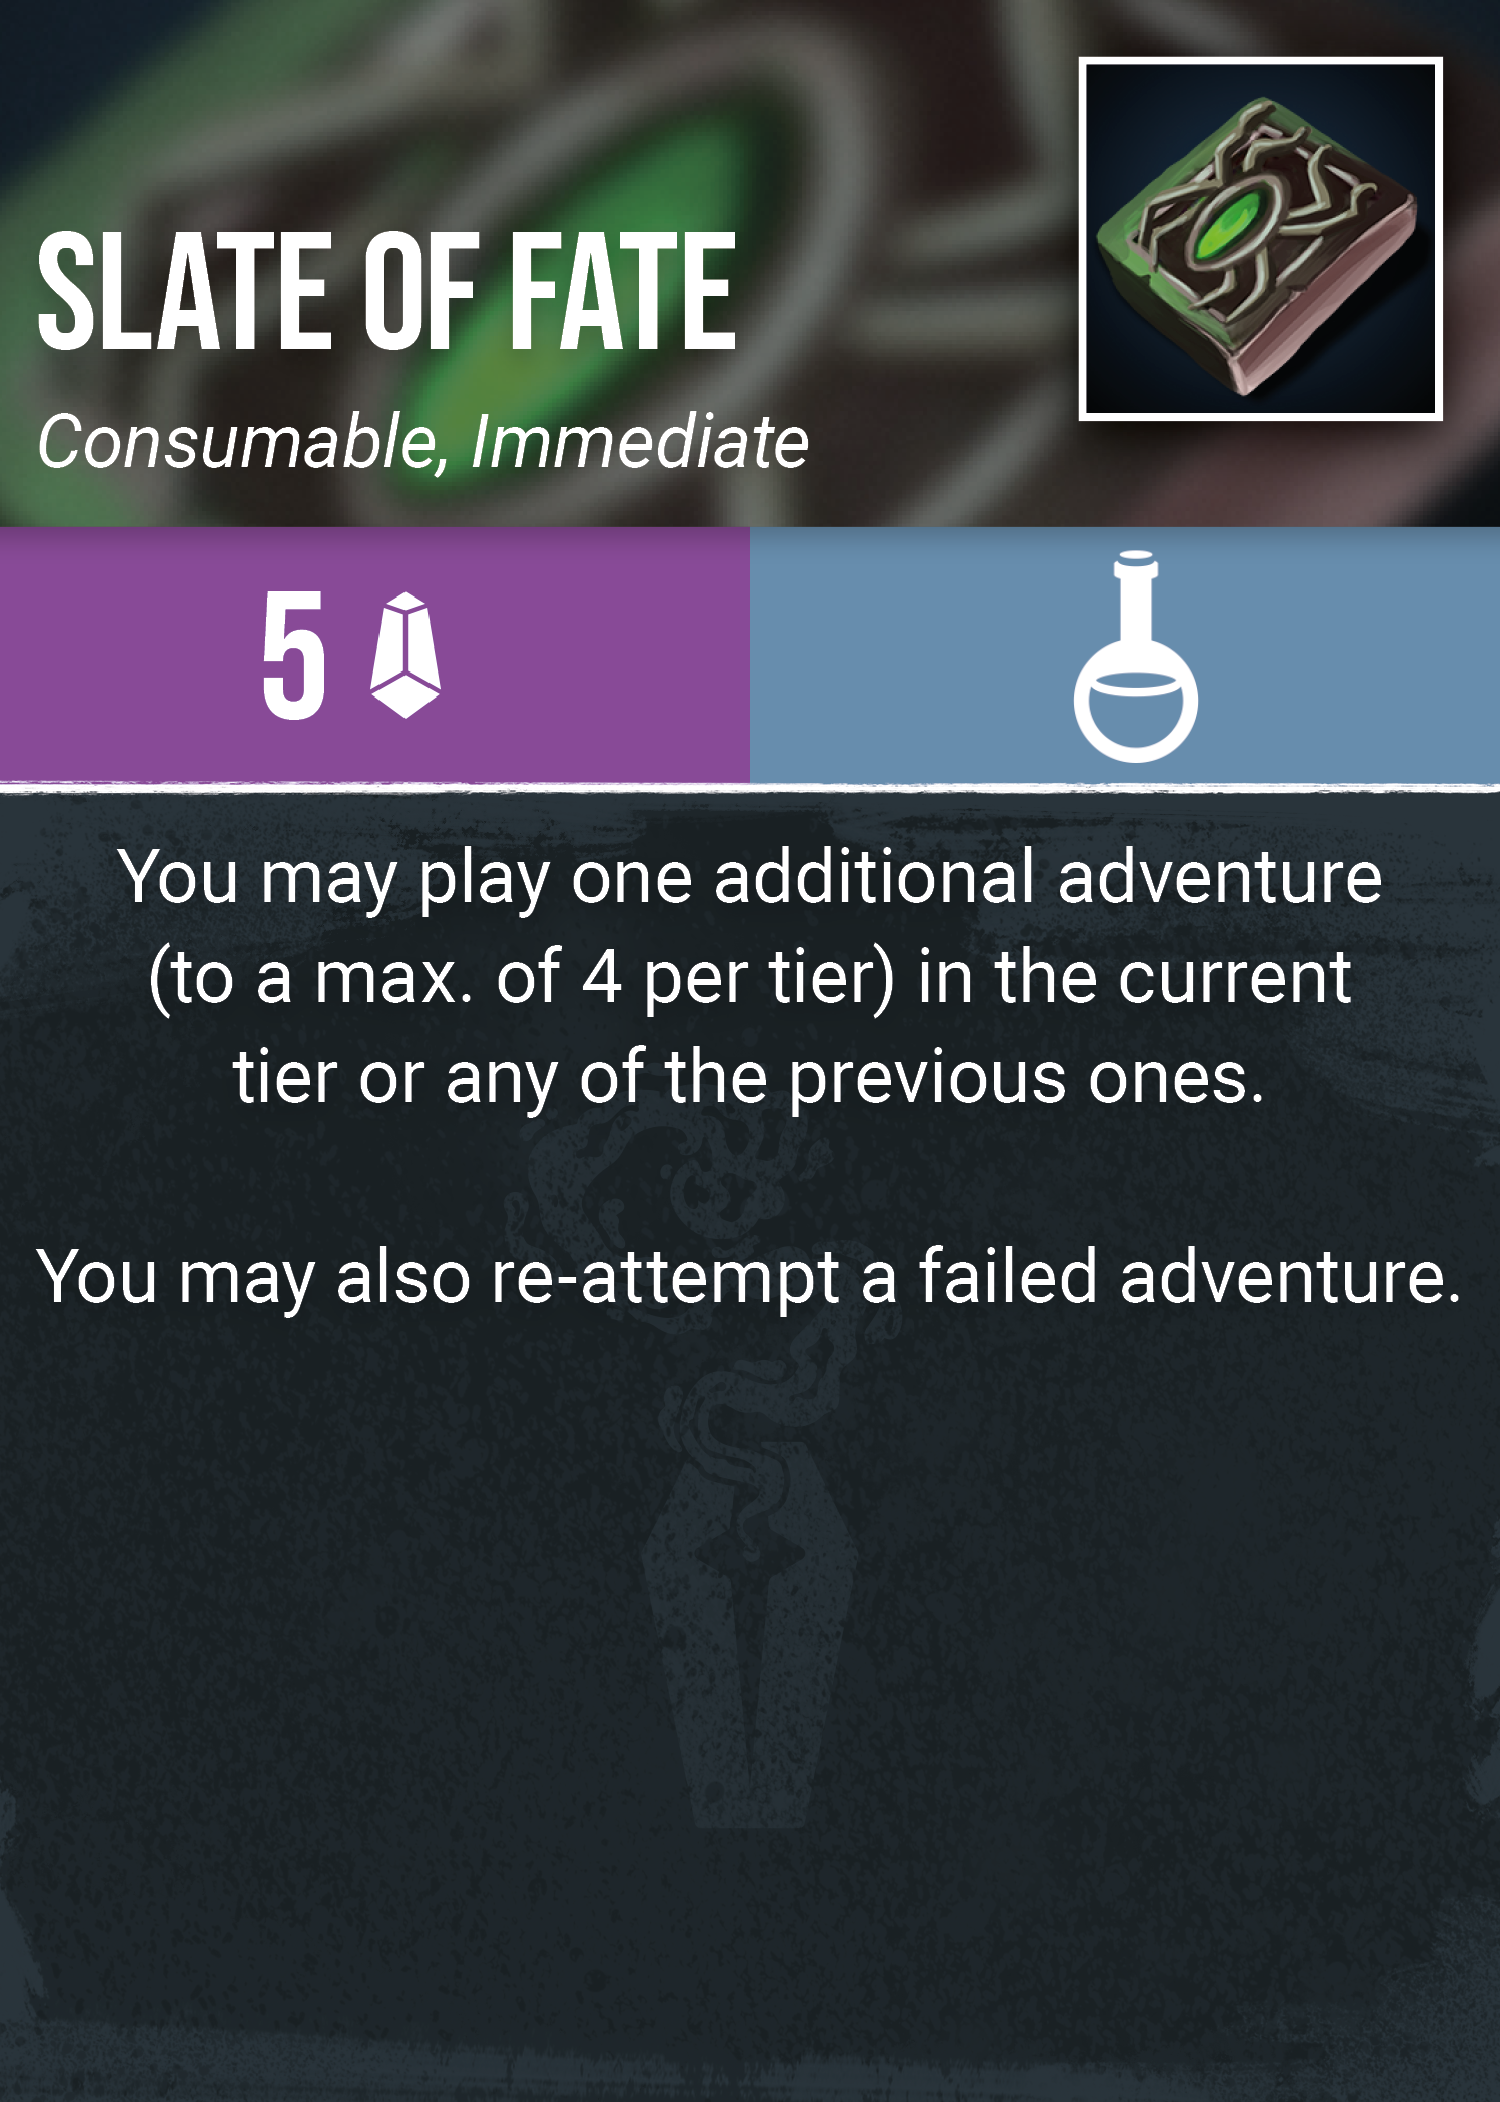 SLATE OF FATE
Consumable, Immediate
5
You may play one additional adventure
(to a max. of 4 per tier) in the current
tier or any of the previous ones.
You may also re-attempt a failed adventure.